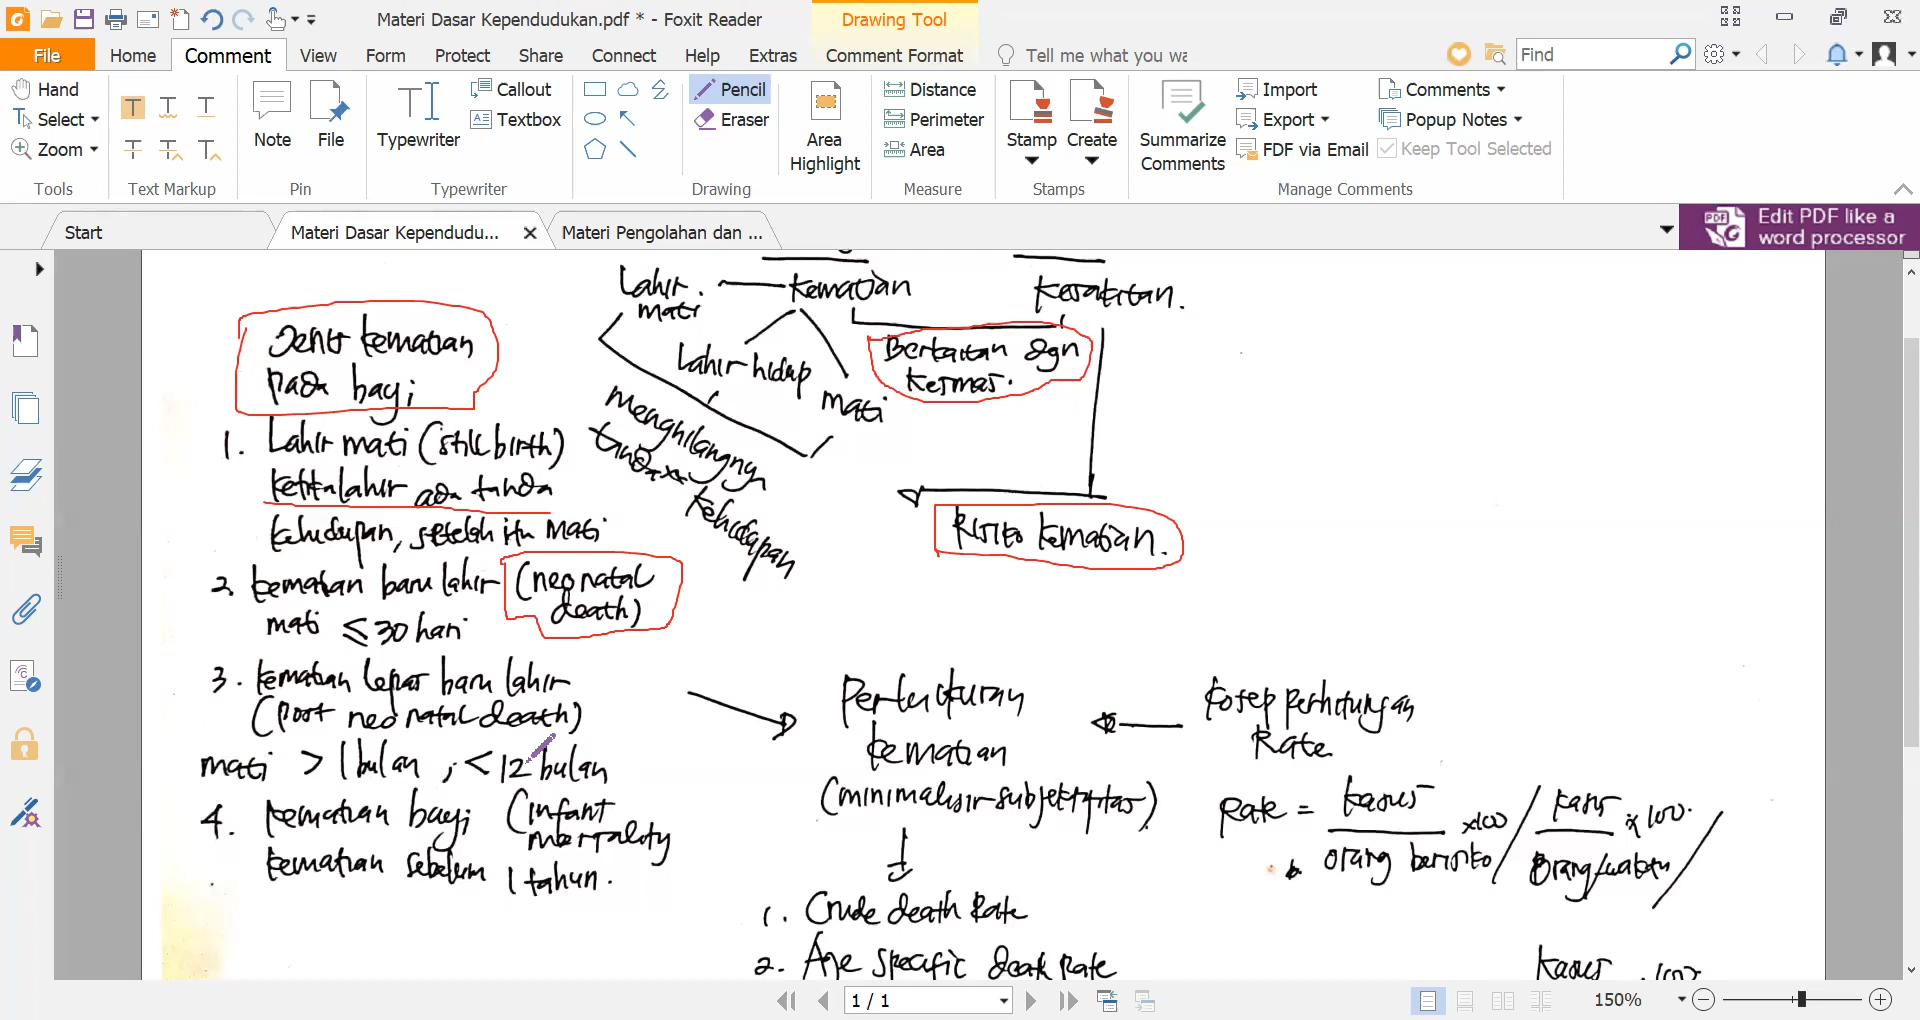 Materi Dasar Kependudukan.pdf * - Foxit Reader
Drawing Tool
File Home Comment View Form Protect Share Connect Help Extras Comment Format Tell me what you wa Find
Hand
Select
Zoom
Tools
Text Markup
Note
File
Pin
Typewriter
Callout
Textbox
Typewriter
Pencil
Eraser
Drawing
Area Highlight
Distance
Perimeter
Area
Measure
Stamp
Create
Stamps
Summarize Comments
Import
Export
FDF via Email
Comments
Popup Notes
Keep Tool Selected
Manage Comments
Start
Materi Dasar Kependudu...
Materi Pengolahan dan ...
Edit PDF like a
word processor
Lahir
mati
kematian
kesakitan.
Lahir hidup
mati
Berkaitan dgn
kesmas.
Menghilangnya
tanda
kehidupan
Risiko kematian.
Jenis kematian
pada bayi
1. Lahir mati (still birth)
ketika lahir ada tanda
kehidupan, setelah itu mati
2. kematian baru lahir (neo natal
death)
mati ≤ 30 hari
3. kematian lepas baru lahir
(post neo natal death)
mati > 1 bulan ; < 12 bulan
4. kematian bayi (infant
mortality
kematian sebelum 1 tahun.
kematian
(minimalisir subjektifitas)
1. Crude death Rate
2. Age specific death Rate
Konsep perhitungan
Rate
Rate = kasus x100 / kasus x 100.
orang berisiko
kasus
1 / 1
150%